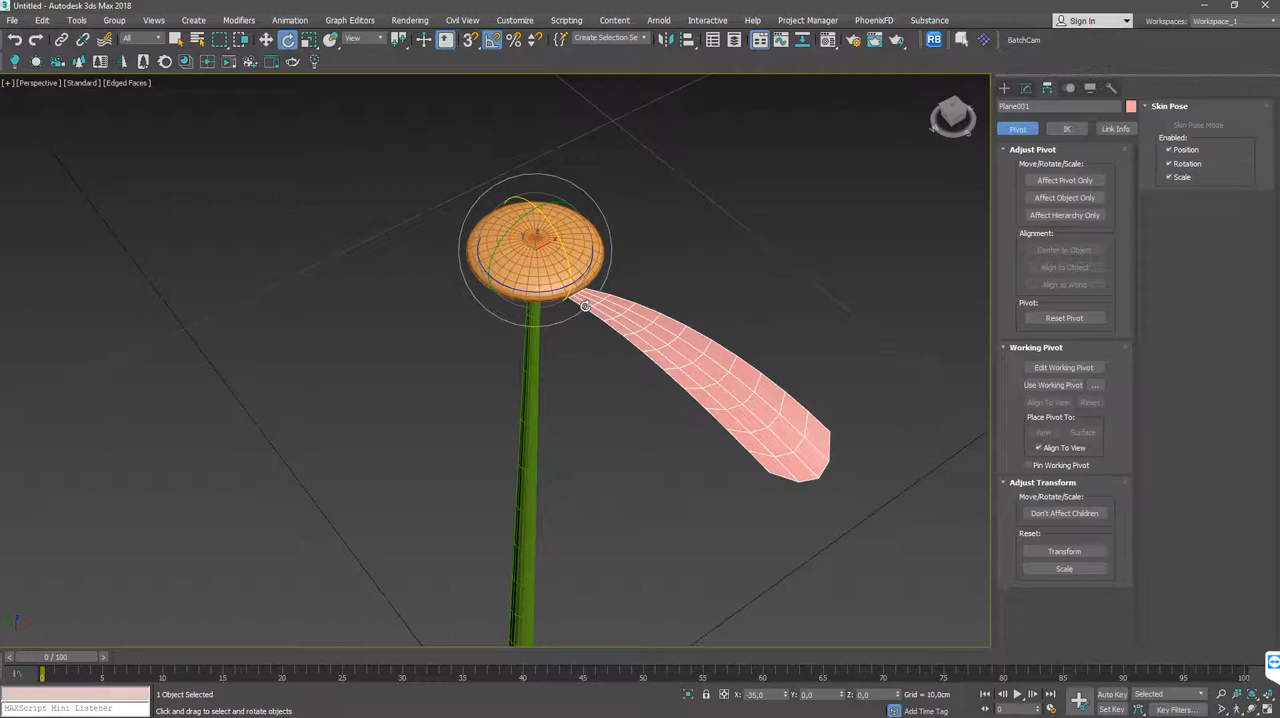 Untitled - Autodesk 3ds Max 2018
File Edit Tools Group Views Create Modifiers Animation Graph Editors Rendering Civil View Customize Scripting Content Arnold Interactive Help Project Manager PhoenixFD Substance
Sign In Workspaces: Workspace_1
All View Create Selection Se RB BatchCam
[+] [Perspective] [Standard] [Edged Faces]
Plane001
Pivot IK Link Info
Adjust Pivot
Move/Rotate/Scale:
Affect Pivot Only
Affect Object Only
Affect Hierarchy Only
Alignment:
Center to Object
Align to Object
Align to World
Pivot:
Reset Pivot
Working Pivot
Edit Working Pivot
Use Working Pivot ...
Align To View Reset
Place Pivot To:
View Surface
Align To View
Pin Working Pivot
Adjust Transform
Move/Rotate/Scale:
Don't Affect Children
Reset:
Transform
Scale
Skin Pose
Skin Pose Mode
Enabled:
Position
Rotation
Scale
< 0 / 100 >
0 5 10 15 20 25 30 35 40 45 50 55 60 65 70 75 80 85 90 95 100
MAXScript Mini Listener
1 Object Selected
Click and drag to select and rotate objects
X: -35,0 Y: 0,0 Z: 0,0 Grid = 10,0cm
Add Time Tag
0
Auto Key Selected
Set Key Key Filters...